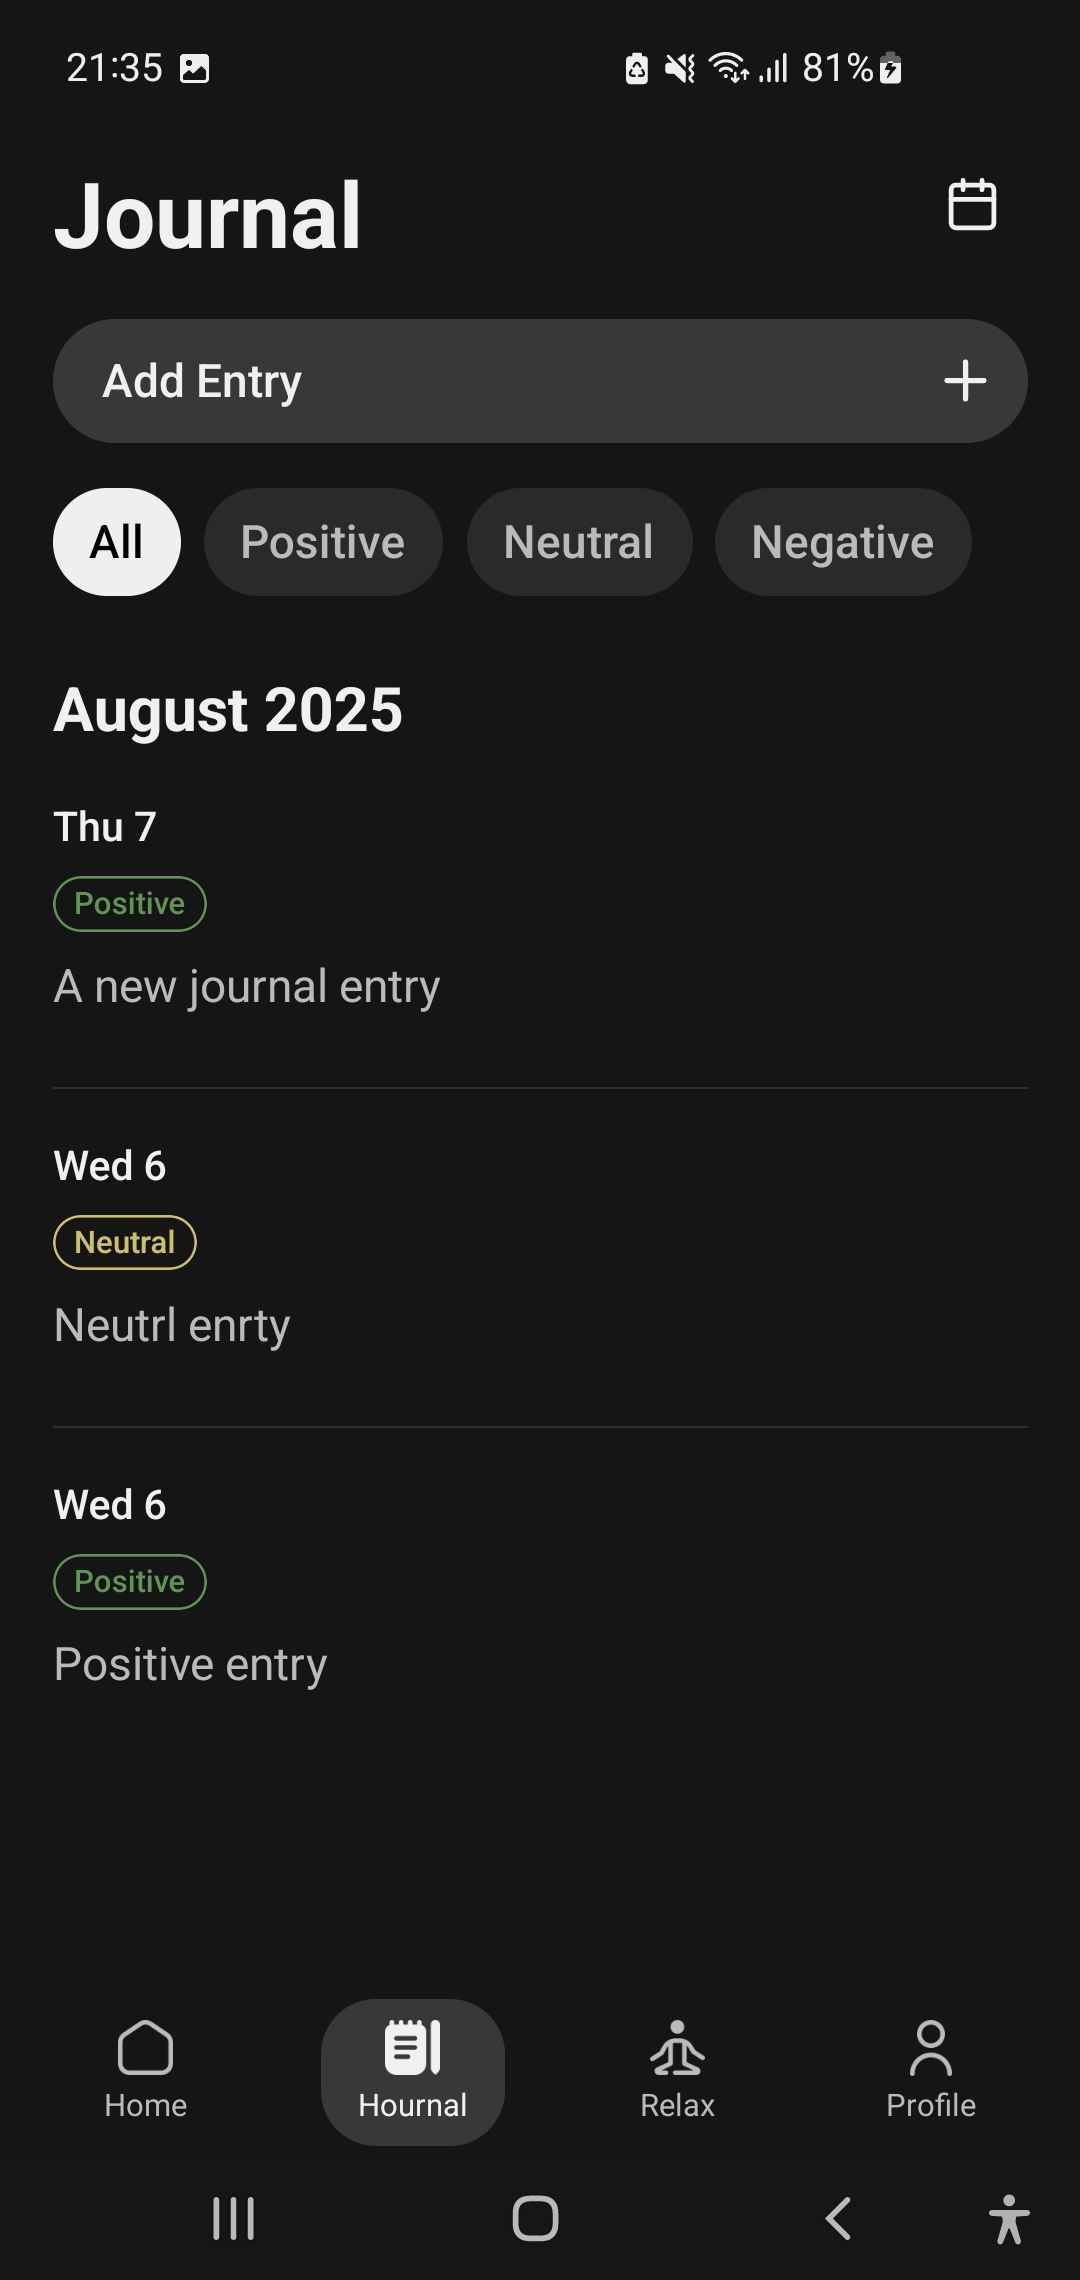 21:35 81%
Journal
Add Entry
All Positive Neutral Negative
August 2025
Thu 7
Positive
A new journal entry
Wed 6
Neutral
Neutrl enrty
Wed 6
Positive
Positive entry
Home Hournal Relax Profile